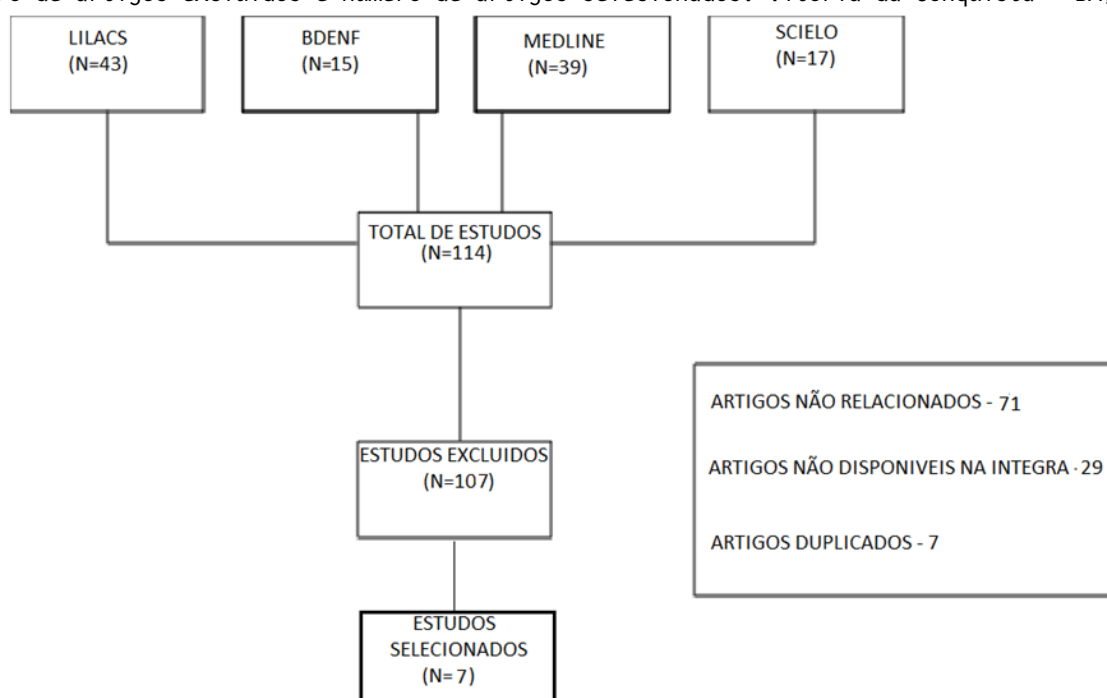 LILACS
(N=43)
BDENF
(N=15)
MEDLINE
(N=39)
SCIELO
(N=17)
TOTAL DE ESTUDOS
(N=114)
ESTUDOS EXCLUIDOS
(N=107)
ARTIGOS NÃO RELACIONADOS - 71
ARTIGOS NÃO DISPONIVEIS NA INTEGRA - 29
ARTIGOS DUPLICADOS - 7
ESTUDOS
SELECIONADOS
(N= 7)